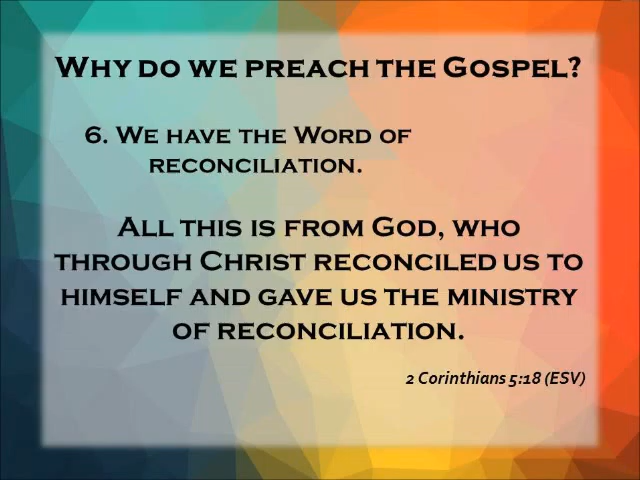 Why do we preach the Gospel?
6. We have the Word of
reconciliation.
All this is from God, who
through Christ reconciled us to
himself and gave us the ministry
of reconciliation.
2 Corinthians 5:18 (ESV)